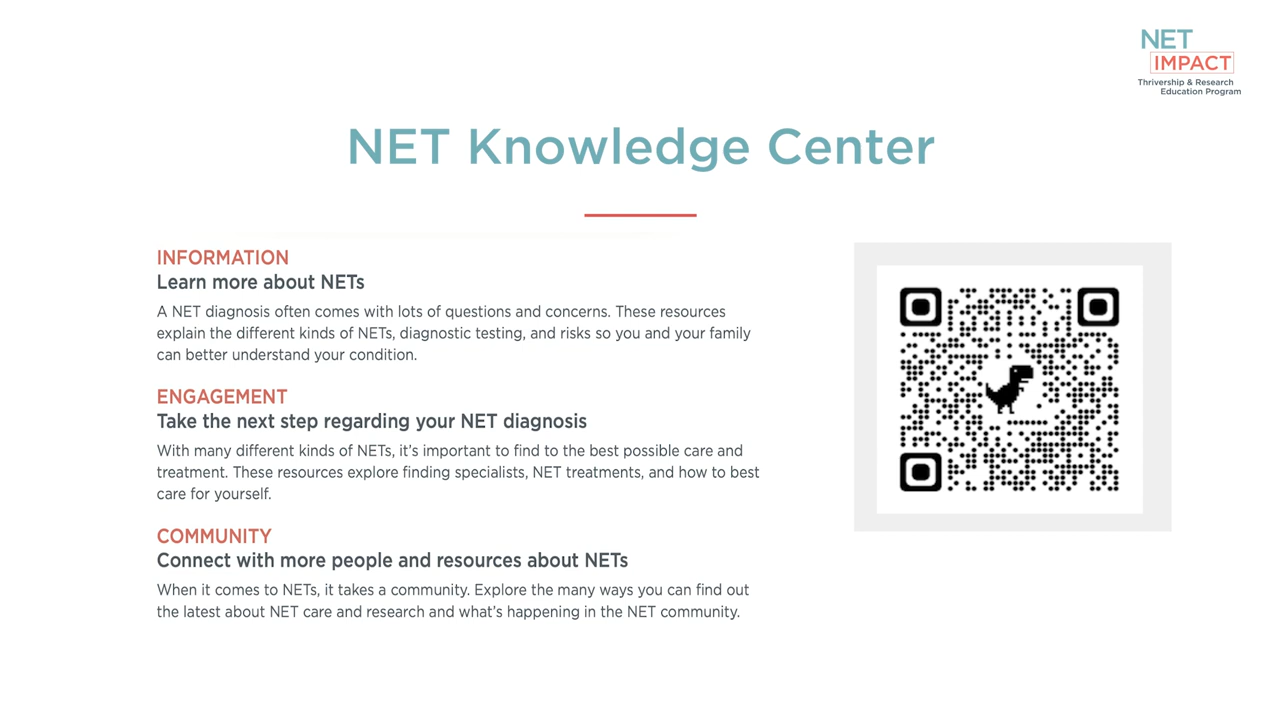 NET
IMPACT
Thrivership & Research
Education Program
NET Knowledge Center
INFORMATION
Learn more about NETs
A NET diagnosis often comes with lots of questions and concerns. These resources
explain the different kinds of NETs, diagnostic testing, and risks so you and your family
can better understand your condition.
ENGAGEMENT
Take the next step regarding your NET diagnosis
With many different kinds of NETs, it’s important to find to the best possible care and
treatment. These resources explore finding specialists, NET treatments, and how to best
care for yourself.
COMMUNITY
Connect with more people and resources about NETs
When it comes to NETs, it takes a community. Explore the many ways you can find out
the latest about NET care and research and what’s happening in the NET community.